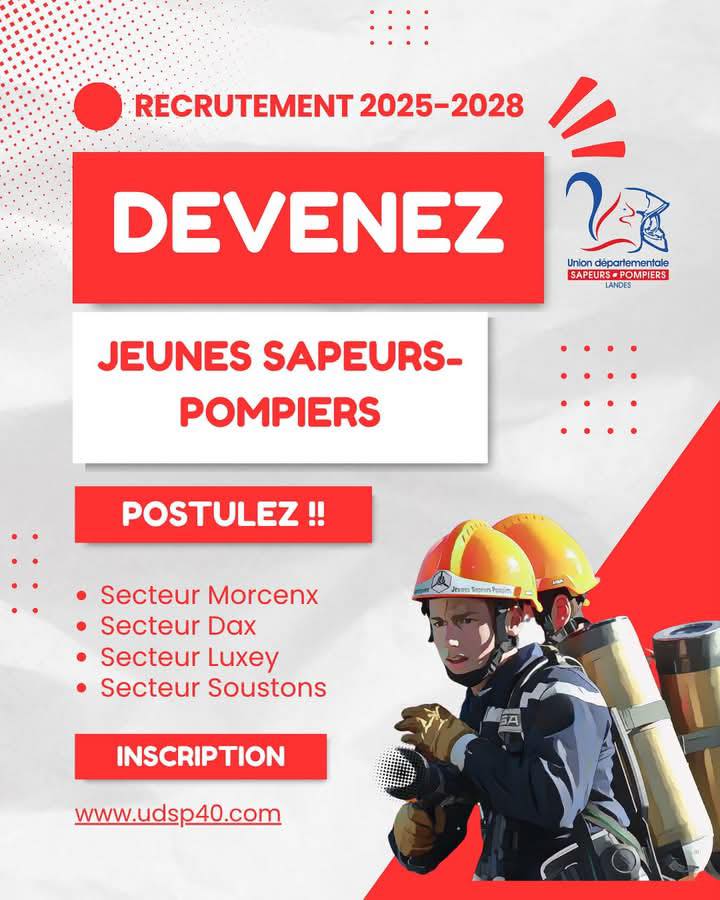 RECRUTEMENT 2025-2028
DEVENEZ
Union départementale
SAPEURS POMPIERS
LANDES
JEUNES SAPEURS-
POMPIERS
POSTULEZ !!
• Secteur Morcenx
• Secteur Dax
• Secteur Luxey
• Secteur Soustons
Jeunes Sapeurs Pompiers
INSCRIPTION
www.udsp40.com